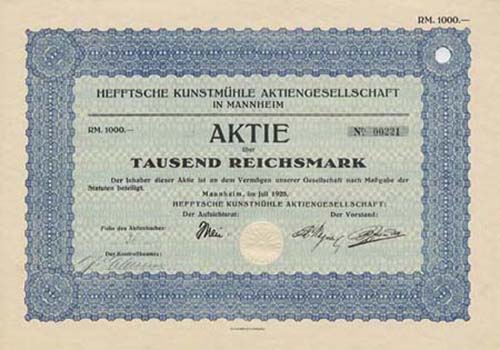 RM. 1000.—
HEFFTSCHE KUNSTMÜHLE AKTIENGESELLSCHAFT
IN MANNHEIM
RM. 1000.—
AKTIE
No 00221
über
TAUSEND REICHSMARK
Der Inhaber dieser Aktie ist an dem Vermögen unserer Gesellschaft nach Maßgabe der
Statuten beteiligt.
Mannheim, im Juli 1928.
HEFFTSCHE KUNSTMÜHLE AKTIENGESELLSCHAFT:
Der Aufsichtsrat:
Der Vorstand:
Folio des Aktienbuches:
Der Kontrollbeamte: